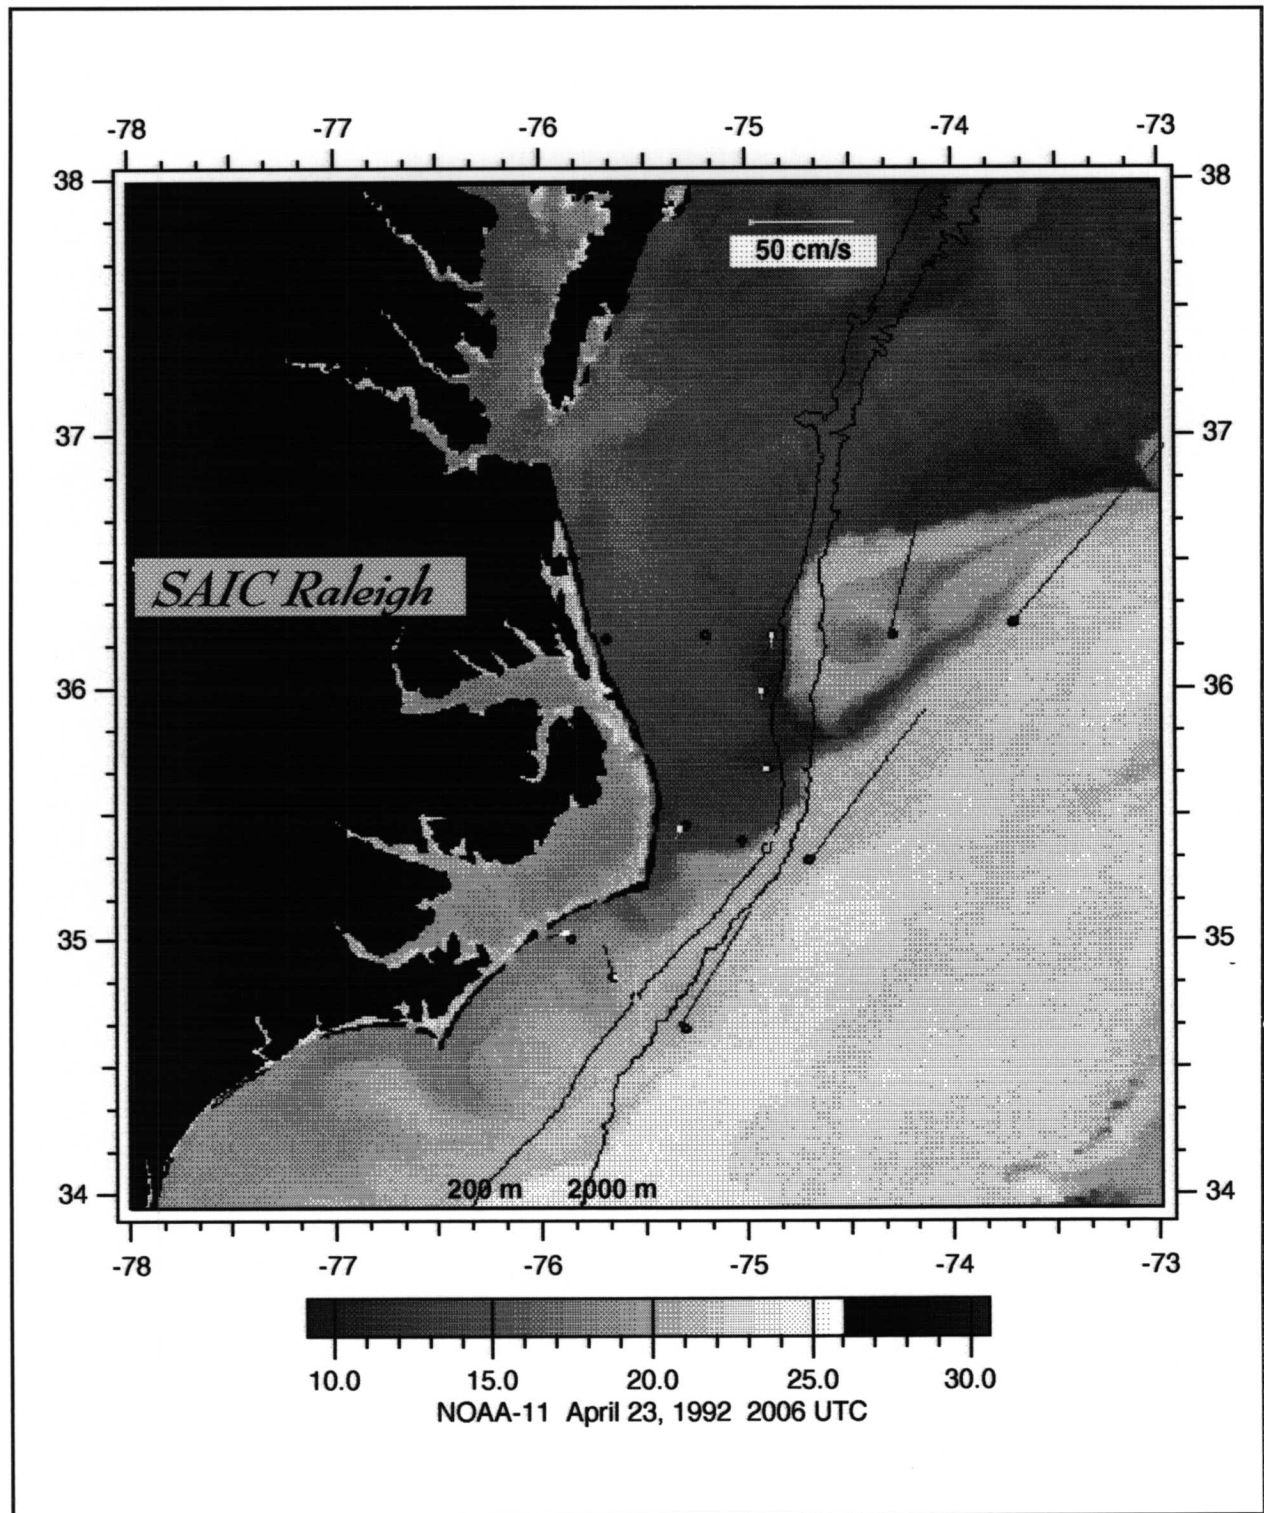 -78 -77 -76 -75 -74 -73
38 38
50 cm/s
37 37
SAIC Raleigh
36 36
35 35
200 m 2000 m
34 34
-78 -77 -76 -75 -74 -73
10.0 15.0 20.0 25.0 30.0
NOAA-11 April 23, 1992 2006 UTC